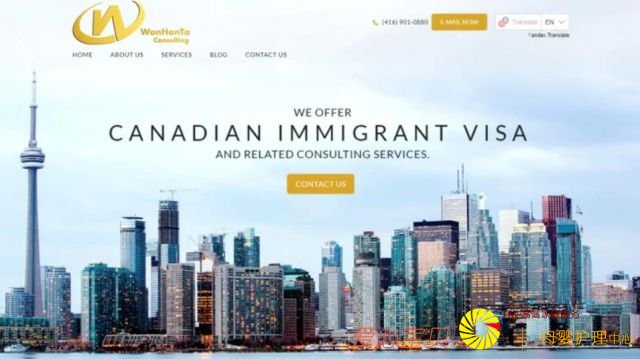 WanHanTa
Consulting
(416) 901-0880
E-MAIL NOW
Translate
EN
Yandex.Translate
HOME
ABOUT US
SERVICES
BLOG
CONTACT US
WE OFFER
CANADIAN IMMIGRANT VISA
AND RELATED CONSULTING SERVICES.
CONTACT US
母婴护理中心